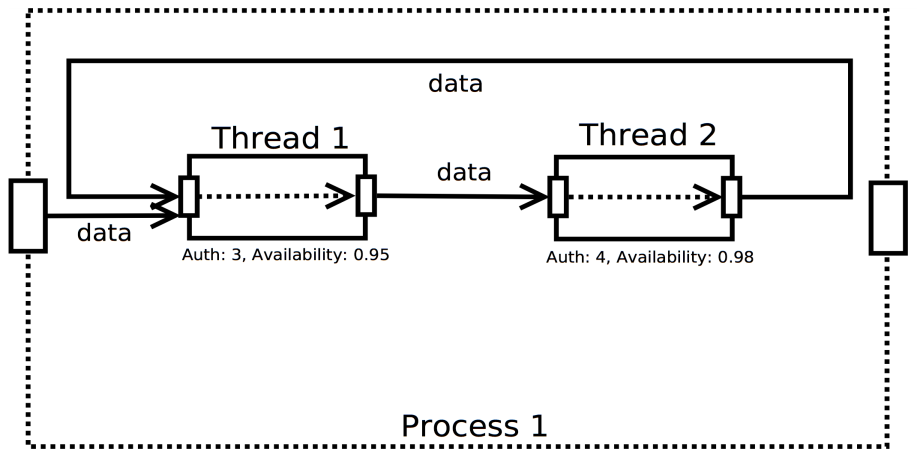 data
Thread 1
Thread 2
data
data
Auth: 3, Availability: 0.95
Auth: 4, Availability: 0.98
Process 1